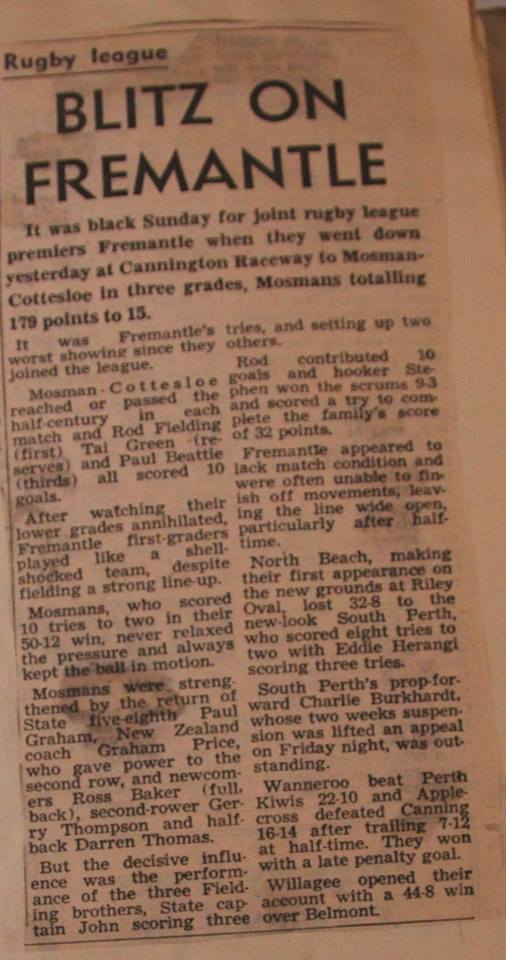 Rugby league
BLITZ ON
FREMANTLE
It was black Sunday for joint rugby league
premiers Fremantle when they went down
yesterday at Cannington Raceway to Mosman-
Cottesloe in three grades, Mosmans totalling
179 points to 15.
It was Fremantle's
worst showing since they
joined the league.
Mosman-Cottesloe
reached or passed the
half-century in each
match and Rod Fielding
(first) Tai Green (re-
serves) and Paul Beattie
(thirds) all scored 10
goals.
After watching their
lower grades annihilated,
Fremantle first-graders
played like a shell-
shocked team, despite
fielding a strong line-up.
Mosmans, who scored
10 tries to two in their
50-12 win, never relaxed
the pressure and always
kept the ball in motion.
Mosmans were streng-
thened by the return of
State five-eighth Paul
Graham, New Zealand
coach Graham Price,
who gave power to the
second row, and newcom-
ers Ross Baker (full,
back), second-rower Ger-
ry Thompson and half-
back Darren Thomas.
But the decisive influ-
ence was the perform-
ance of the three Field-
ing brothers, State cap-
tain John scoring three
tries, and setting up two
others.
Rod contributed 10
goals and hooker Ste-
phen won the scrums 9-3
and scored a try to com-
plete the family's score
of 32 points.
Fremantle appeared to
lack match condition and
were often unable to fin-
ish off movements, leav-
ing the line wide open,
particularly after half-
time.
North Beach, making
their first appearance on
the new grounds at Riley
Oval, lost 32-8 to the
new-look South Perth,
who scored eight tries to
two with Eddie Herangi
scoring three tries.
South Perth's prop-for-
ward Charlie Burkhardt,
whose two weeks suspen-
sion was lifted an appeal
on Friday night, was out-
standing.
Wanneroo beat Perth
Kiwis 22-10 and Apple-
cross defeated Canning
16-14 after trailing 7-12
at half-time. They won
with a late penalty goal.
Willagee opened their
account with a 44-8 win
over Belmont.